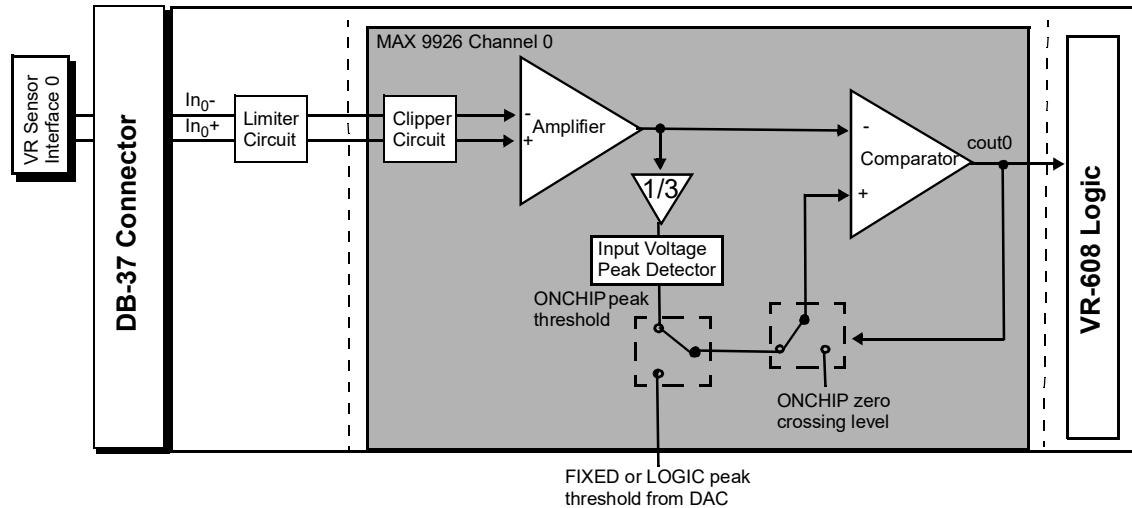 MAX 9926 Channel 0
VR Sensor
Interface 0
DB-37 Connector
In0-
In0+
Limiter
Circuit
Clipper
Circuit
-
+
Amplifier
1/3
Input Voltage
Peak Detector
ONCHIP peak
threshold
-
+
Comparator
cout0
ONCHIP zero
crossing level
FIXED or LOGIC peak
threshold from DAC
VR-608 Logic